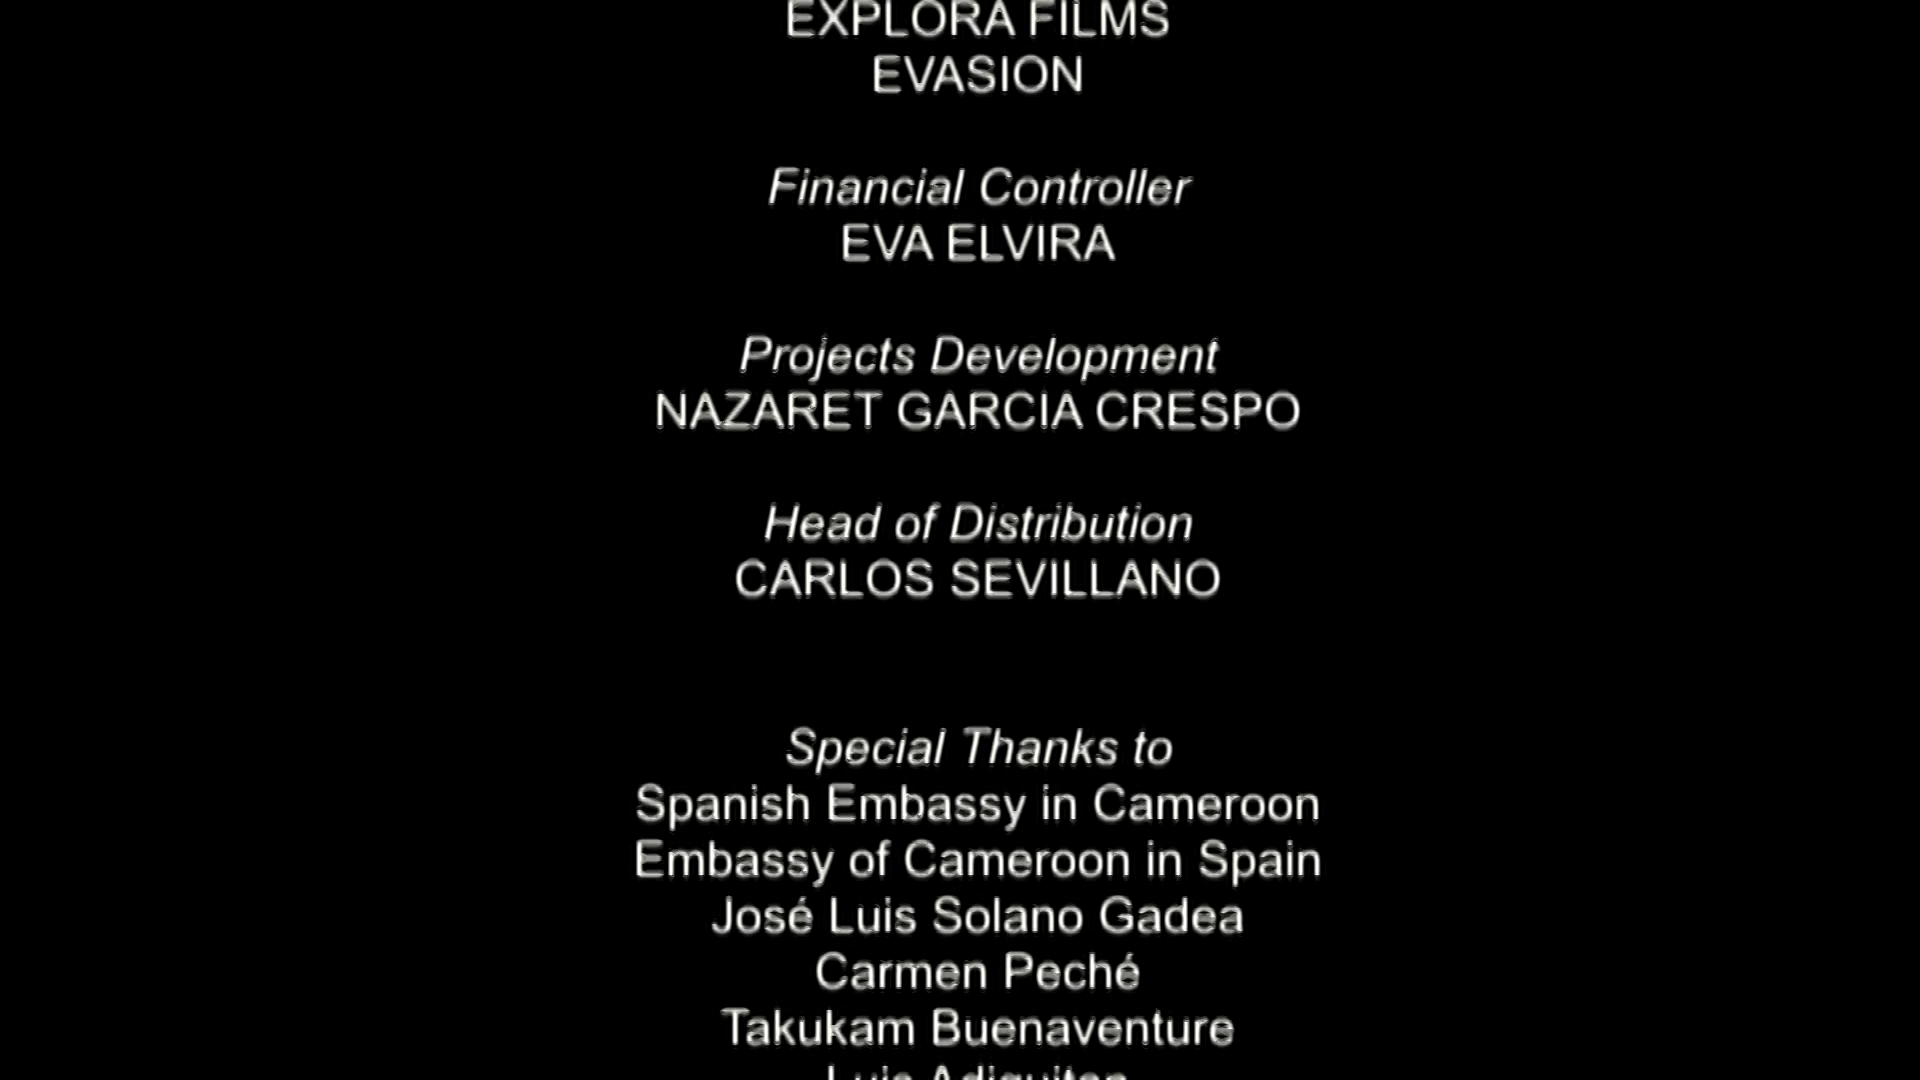 EXPLORA FILMS
EVASION
Financial Controller
EVA ELVIRA
Projects Development
NAZARET GARCIA CRESPO
Head of Distribution
CARLOS SEVILLANO
Special Thanks to
Spanish Embassy in Cameroon
Embassy of Cameroon in Spain
José Luis Solano Gadea
Carmen Peché
Takukam Buenaventure
Luis